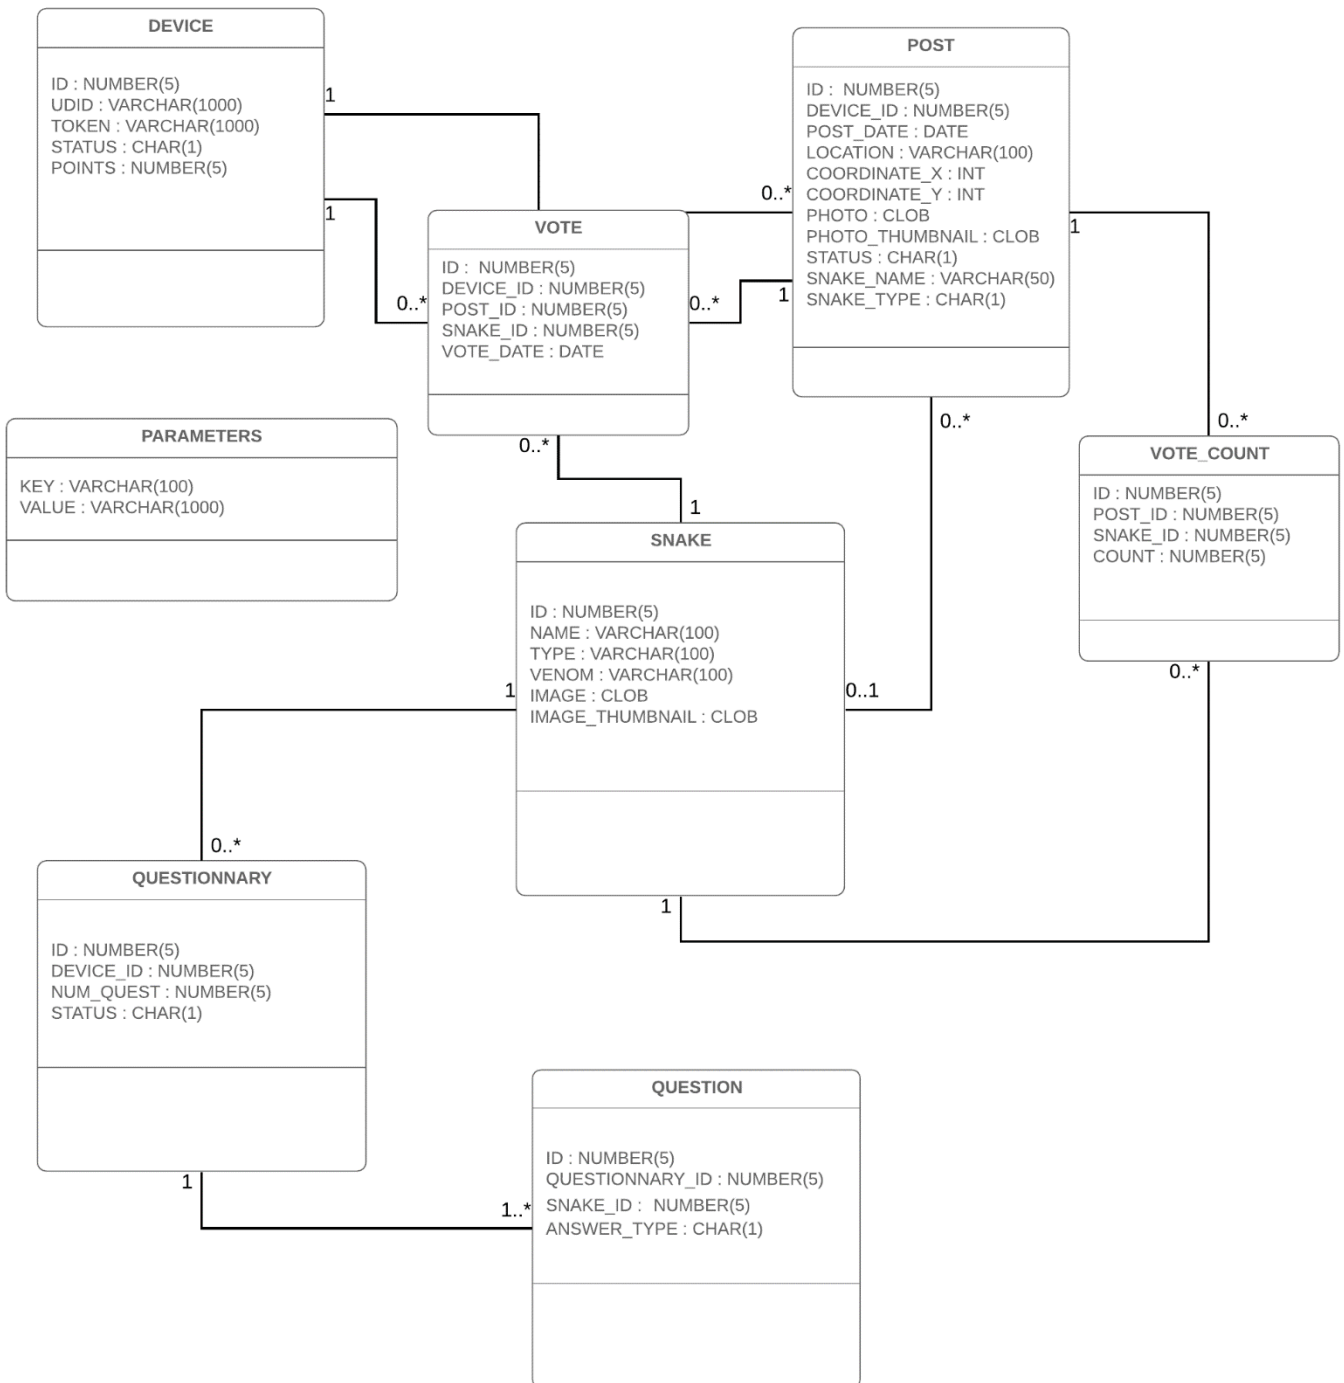 DEVICE
ID : NUMBER(5)
UDID : VARCHAR(1000)
TOKEN : VARCHAR(1000)
STATUS : CHAR(1)
POINTS : NUMBER(5)
1
1
POST
ID :  NUMBER(5)
DEVICE_ID : NUMBER(5)
POST_DATE : DATE
LOCATION : VARCHAR(100)
COORDINATE_X : INT
COORDINATE_Y : INT
PHOTO : CLOB
PHOTO_THUMBNAIL : CLOB
STATUS : CHAR(1)
SNAKE_NAME : VARCHAR(50)
SNAKE_TYPE : CHAR(1)
0..*
1
1
0..*
VOTE
ID :  NUMBER(5)
DEVICE_ID : NUMBER(5)
POST_ID : NUMBER(5)
SNAKE_ID : NUMBER(5)
VOTE_DATE : DATE
0..*
0..*
0..*
PARAMETERS
KEY : VARCHAR(100)
VALUE : VARCHAR(1000)
0..*
VOTE_COUNT
ID : NUMBER(5)
POST_ID : NUMBER(5)
SNAKE_ID : NUMBER(5)
COUNT : NUMBER(5)
0..*
1
SNAKE
ID : NUMBER(5)
NAME : VARCHAR(100)
TYPE : VARCHAR(100)
VENOM : VARCHAR(100)
IMAGE : CLOB
IMAGE_THUMBNAIL : CLOB
1
0..1
1
0..*
QUESTIONNARY
ID : NUMBER(5)
DEVICE_ID : NUMBER(5)
NUM_QUEST : NUMBER(5)
STATUS : CHAR(1)
1
1..*
QUESTION
ID : NUMBER(5)
QUESTIONNARY_ID : NUMBER(5)
SNAKE_ID :  NUMBER(5)
ANSWER_TYPE : CHAR(1)